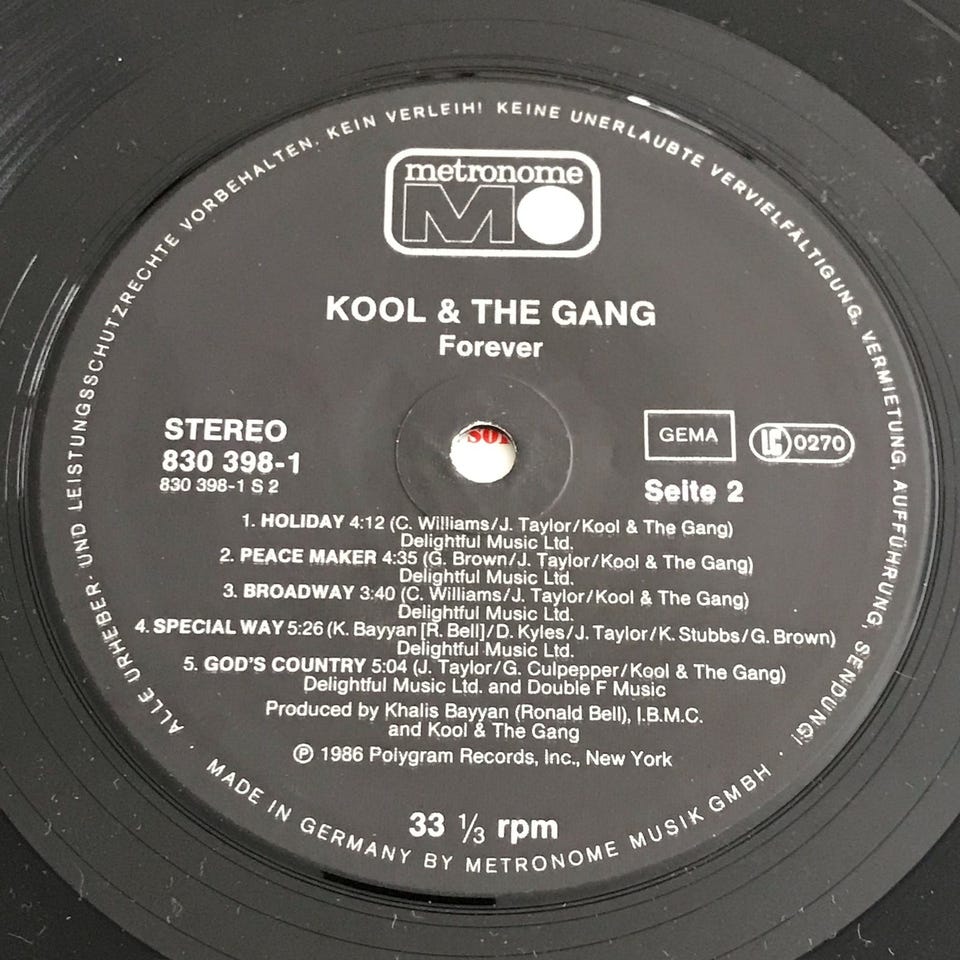 ALLE URHEBER- UND LEISTUNGSSCHUTZRECHTE VORBEHALTEN. KEIN VERLEIH! KEINE UNERLAUBTE VERVIELFÄLTIGUNG, VERMIETUNG, AUFFÜHRUNG, SENDUNG!
metronome
MO
KOOL & THE GANG
Forever
STEREO
830 398-1
830 398-1 S 2
GEMA
LC 0270
Seite 2
1. HOLIDAY 4:12 (C. Williams/J. Taylor/Kool & The Gang)
Delightful Music Ltd.
2. PEACE MAKER 4:35 (G. Brown/J. Taylor/Kool & The Gang)
Delightful Music Ltd.
3. BROADWAY 3:40 (C. Williams/J. Taylor/Kool & The Gang)
Delightful Music Ltd.
4. SPECIAL WAY 5:26 (K. Bayyan [R. Bell]/D. Kyles/J. Taylor/K. Stubbs/G. Brown)
Delightful Music Ltd.
5. GOD'S COUNTRY 5:04 (J. Taylor/G. Culpepper/Kool & The Gang)
Delightful Music Ltd. and Double F Music
Produced by Khalis Bayyan (Ronald Bell), I.B.M.C.
and Kool & The Gang
℗ 1986 Polygram Records, Inc., New York
33 ⅓ rpm
· MADE IN GERMANY BY METRONOME MUSIK GMBH ·